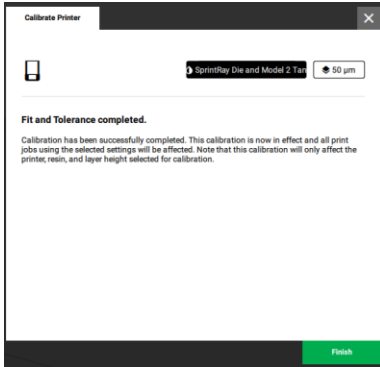 Calibrate Printer
SprintRay Die and Model 2 Tan
50 µm
Fit and Tolerance completed.
Calibration has been successfully completed. This calibration is now in effect and all print
jobs using the selected settings will be affected. Note that this calibration will only affect the
printer, resin, and layer height selected for calibration.
Finish